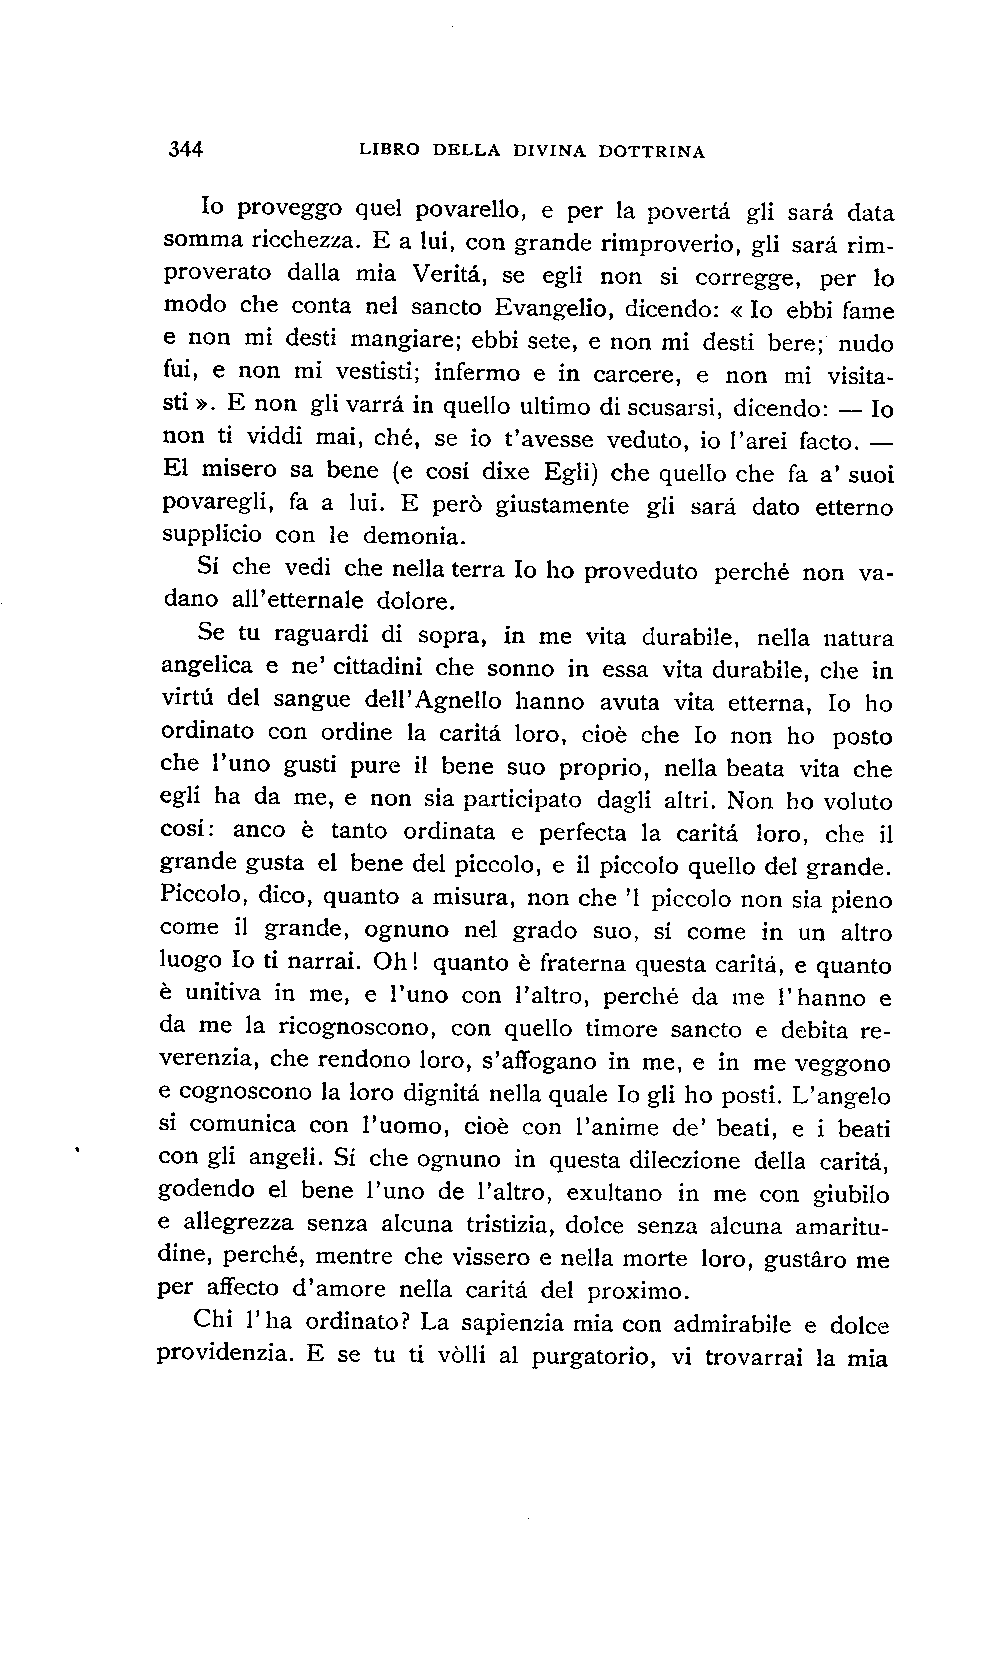 344 LIBRO DELLA DIVINA DOTTRINA
Io proveggo quel povarello, e per la povertá gli sará data
somma ricchezza. E a lui, con grande rimproverio, gli sará rim-
proverato dalla mia Veritá, se egli non si corregge, per lo
modo che conta nel sancto Evangelio, dicendo: « Io ebbi fame
e non mi desti mangiare; ebbi sete, e non mi desti bere; nudo
fui, e non mi vestisti; infermo e in carcere, e non mi visita-
sti ». E non gli varrá in quello ultimo di scusarsi, dicendo: — Io
non ti viddi mai, ché, se io t'avesse veduto, io l'arei facto. —
El misero sa bene (e cosí dixe Egli) che quello che fa a' suoi
povaregli, fa a lui. E però giustamente gli sará dato etterno
supplicio con le demonia.
Sí che vedi che nella terra Io ho proveduto perché non va-
dano all'etternale dolore.
Se tu raguardi di sopra, in me vita durabile, nella natura
angelica e ne' cittadini che sonno in essa vita durabile, che in
virtú del sangue dell'Agnello hanno avuta vita etterna, Io ho
ordinato con ordine la caritá loro, cioè che Io non ho posto
che l'uno gusti pure il bene suo proprio, nella beata vita che
egli ha da me, e non sia participato dagli altri. Non ho voluto
cosí: anco è tanto ordinata e perfecta la caritá loro, che il
grande gusta el bene del piccolo, e il piccolo quello del grande.
Piccolo, dico, quanto a misura, non che 'l piccolo non sia pieno
come il grande, ognuno nel grado suo, sí come in un altro
luogo Io ti narrai. Oh! quanto è fraterna questa caritá, e quanto
è unitiva in me, e l'uno con l'altro, perché da me l'hanno e
da me la ricognoscono, con quello timore sancto e debita re-
verenzia, che rendono loro, s'affogano in me, e in me veggono
e cognoscono la loro dignitá nella quale Io gli ho posti. L'angelo
si comunica con l'uomo, cioè con l'anime de' beati, e i beati
con gli angeli. Sí che ognuno in questa dileczione della caritá,
godendo el bene l'uno de l'altro, exultano in me con giubilo
e allegrezza senza alcuna tristizia, dolce senza alcuna amaritu-
dine, perché, mentre che vissero e nella morte loro, gustâro me
per affecto d'amore nella caritá del proximo.
Chi l'ha ordinato? La sapienzia mia con admirabile e dolce
providenzia. E se tu ti vòlli al purgatorio, vi trovarrai la mia